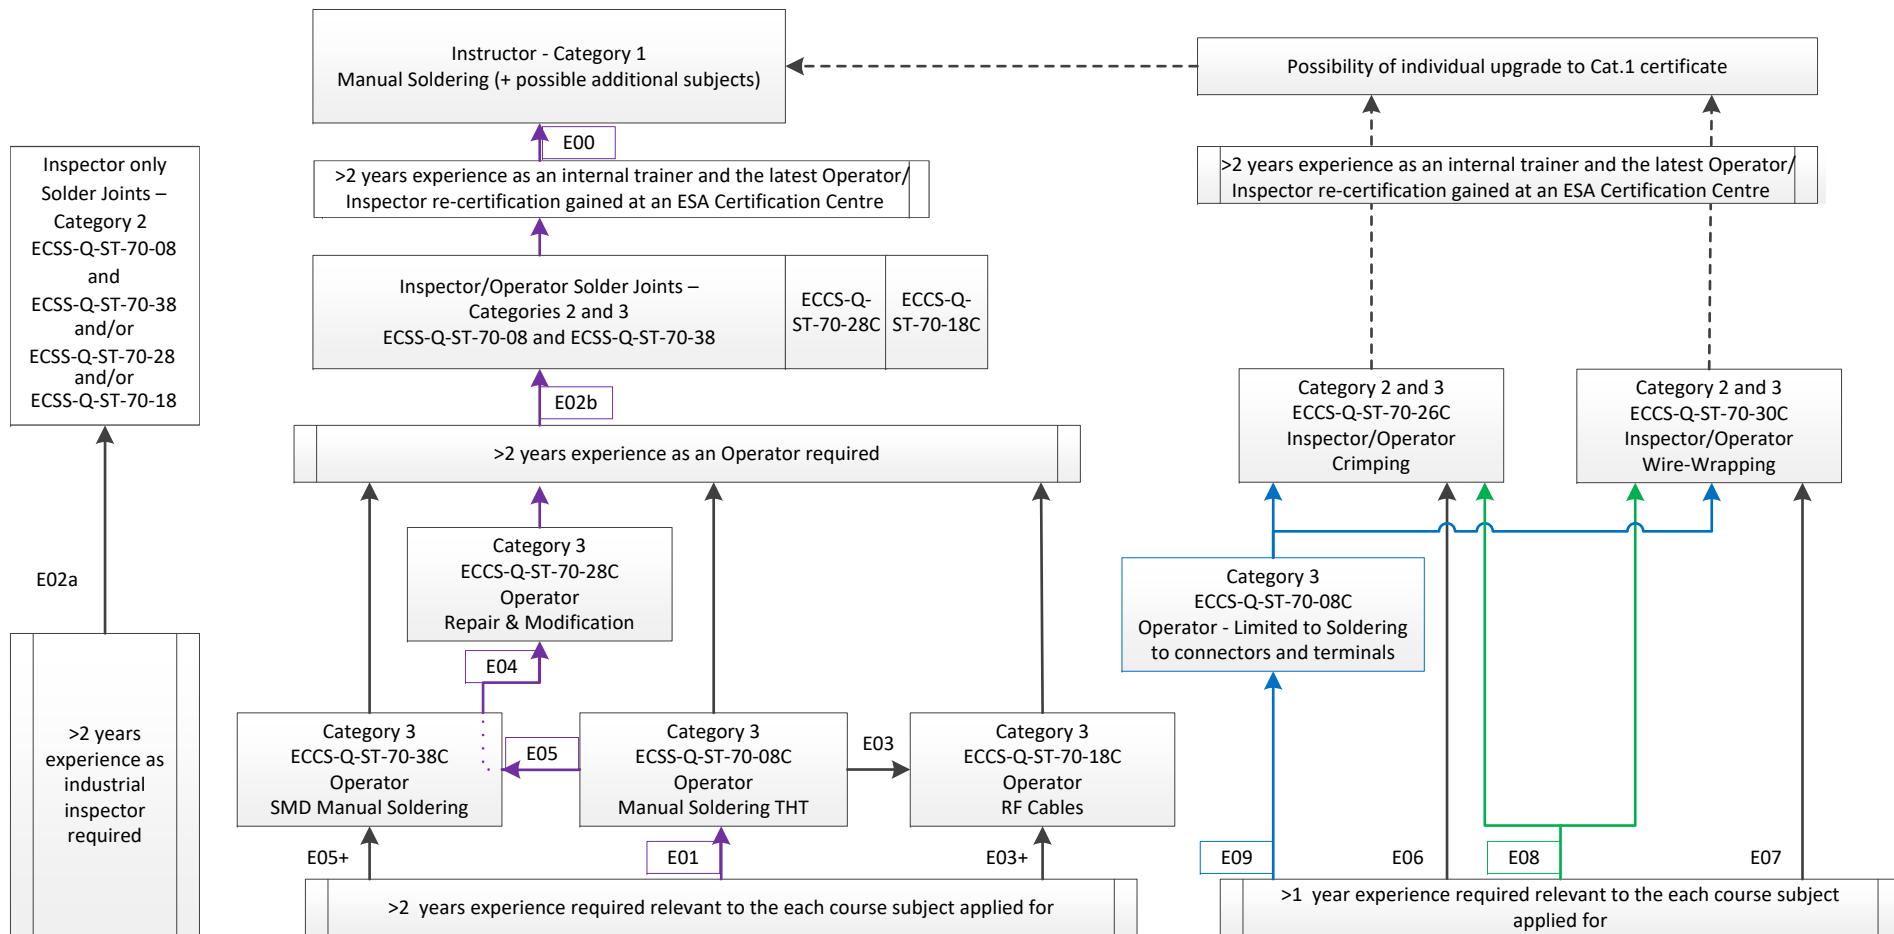 Instructor - Category 1
Manual Soldering (+ possible additional subjects)
Possibility of individual upgrade to Cat.1 certificate
E00
Inspector only
Solder Joints –
Category 2
ECSS-Q-ST-70-08
and
ECSS-Q-ST-70-38
and/or
ECSS-Q-ST-70-28
and/or
ECSS-Q-ST-70-18
>2 years experience as an internal trainer and the latest Operator/
Inspector re-certification gained at an ESA Certification Centre
>2 years experience as an internal trainer and the latest Operator/
Inspector re-certification gained at an ESA Certification Centre
Inspector/Operator Solder Joints –
Categories 2 and 3
ECSS-Q-ST-70-08 and ECSS-Q-ST-70-38
ECCS-Q-
ST-70-28C
ECCS-Q-
ST-70-18C
E02b
Category 2 and 3
ECCS-Q-ST-70-26C
Inspector/Operator
Crimping
Category 2 and 3
ECCS-Q-ST-70-30C
Inspector/Operator
Wire-Wrapping
>2 years experience as an Operator required
E02a
Category 3
ECCS-Q-ST-70-28C
Operator
Repair & Modification
Category 3
ECCS-Q-ST-70-08C
Operator - Limited to Soldering
to connectors and terminals
E04
>2 years
experience as
industrial
inspector
required
Category 3
ECCS-Q-ST-70-38C
Operator
SMD Manual Soldering
E05
Category 3
ECSS-Q-ST-70-08C
Operator
Manual Soldering THT
E03
Category 3
ECCS-Q-ST-70-18C
Operator
RF Cables
E05+
E01
E03+
E09
E06
E08
E07
>2  years experience required relevant to the each course subject applied for
>1  year experience required relevant to the each course subject
applied for